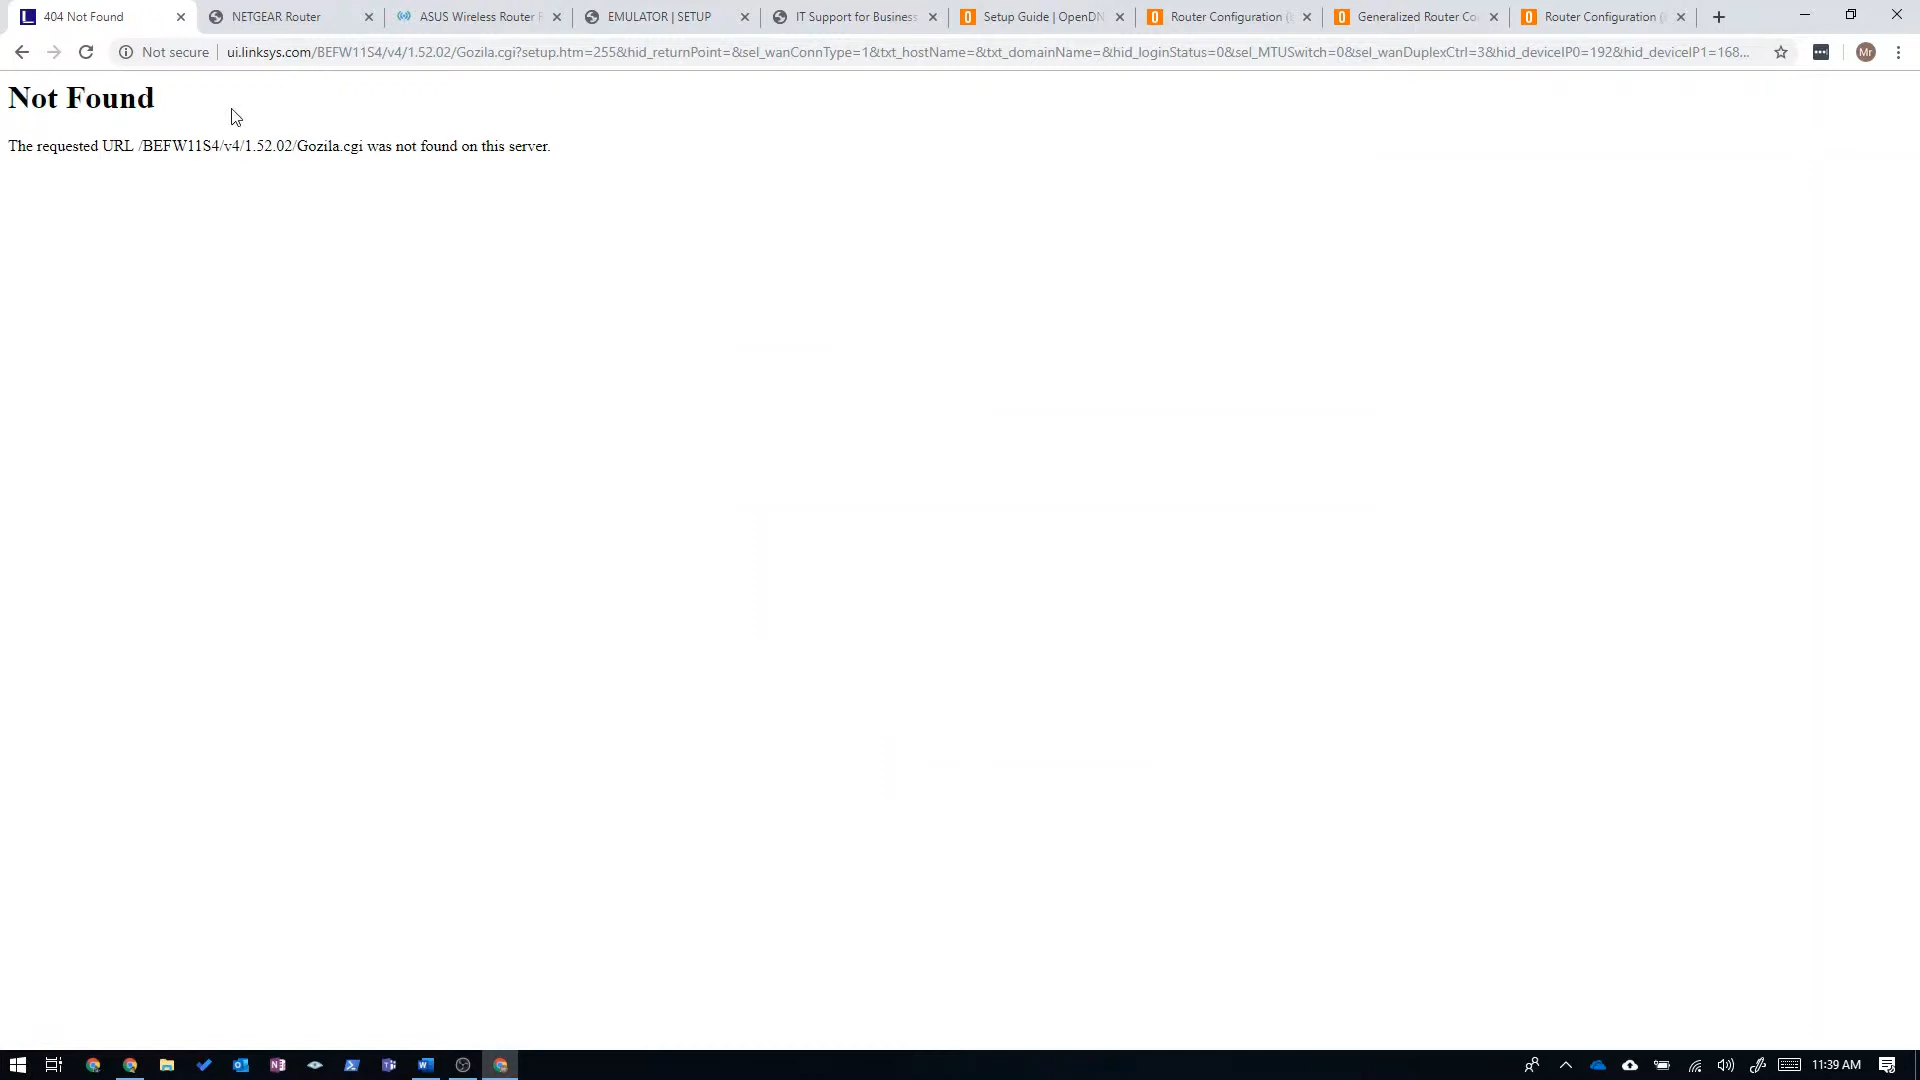 404 Not Found
NETGEAR Router
ASUS Wireless Router
EMULATOR | SETUP
IT Support for Business
Setup Guide | OpenDN
Router Configuration (
Generalized Router Co
Router Configuration (
Not secure
ui.linksys.com/BEFW11S4/v4/1.52.02/Gozila.cgi?setup.htm=255&hid_returnPoint=&sel_wanConnType=1&txt_hostName=&txt_domainName=&hid_loginStatus=0&sel_MTUSwitch=0&sel_wanDuplexCtrl=3&hid_deviceIP0=192&hid_deviceIP1=168...
Mr
Not Found
The requested URL /BEFW11S4/v4/1.52.02/Gozila.cgi was not found on this server.
11:39 AM